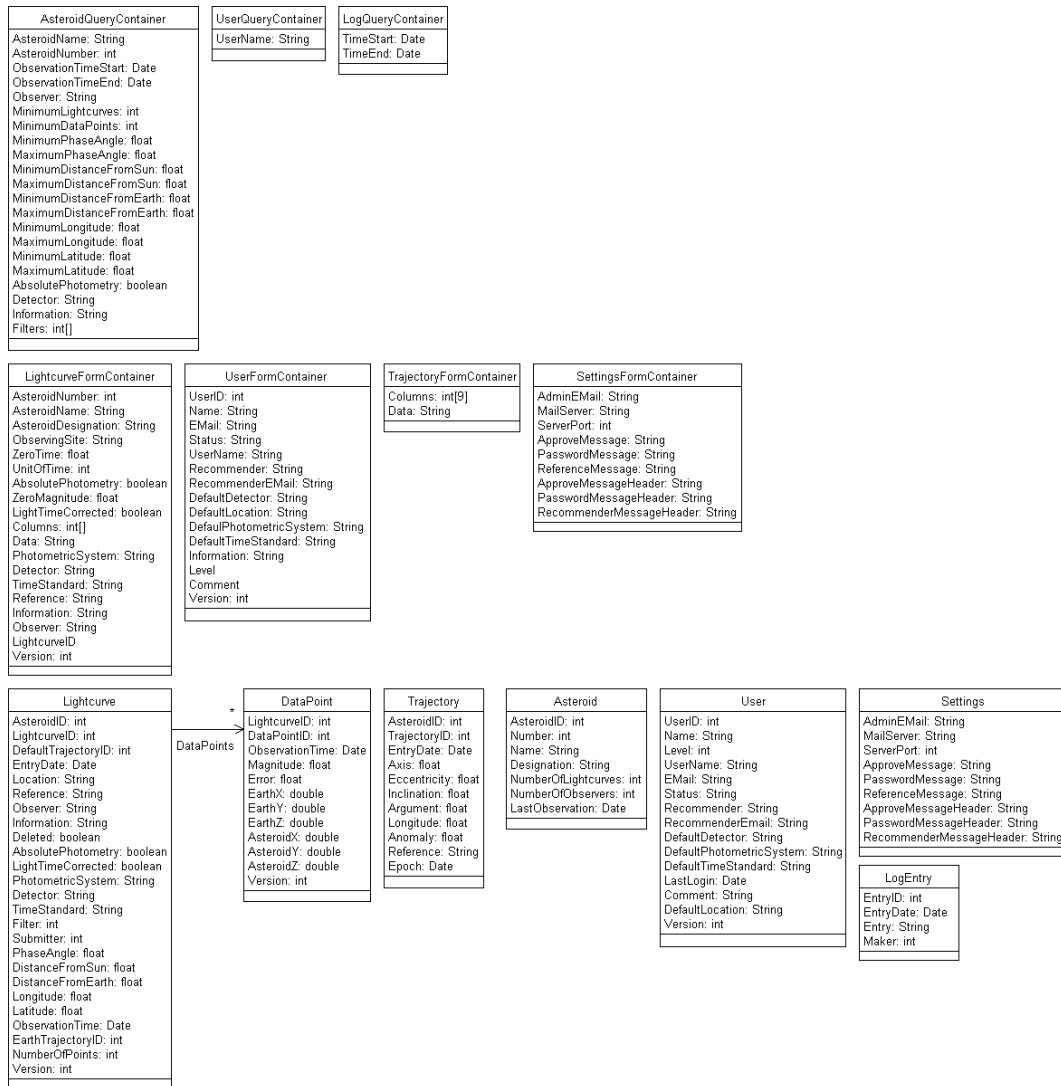 AsteroidQueryContainer
AsteroidName: String
AsteroidNumber: int
ObservationTimeStart: Date
ObservationTimeEnd: Date
Observer: String
MinimumLightcurves: int
MinimumDataPoints: int
MinimumPhaseAngle: float
MaximumPhaseAngle: float
MinimumDistanceFromSun: float
MaximumDistanceFromSun: float
MinimumDistanceFromEarth: float
MaximumDistanceFromEarth: float
MinimumLongitude: float
MaximumLongitude: float
MinimumLatitude: float
MaximumLatitude: float
AbsolutePhotometry: boolean
Detector: String
Information: String
Filters: int[]
UserQueryContainer
UserName: String
LogQueryContainer
TimeStart: Date
TimeEnd: Date
LightcurveFormContainer
AsteroidNumber: int
AsteroidName: String
AsteroidDesignation: String
ObservingSite: String
ZeroTime: float
UnitOfTime: int
AbsolutePhotometry: boolean
ZeroMagnitude: float
LightTimeCorrected: boolean
Columns: int[]
Data: String
PhotometricSystem: String
Detector: String
TimeStandard: String
Reference: String
Information: String
Observer: String
LightcurveID
Version: int
UserFormContainer
UserID: int
Name: String
EMail: String
Status: String
UserName: String
Recommender: String
RecommenderEMail: String
DefaultDetector: String
DefaultLocation: String
DefaulPhotometricSystem: String
DefaultTimeStandard: String
Information: String
Level
Comment
Version: int
TrajectoryFormContainer
Columns: int[9]
Data: String
SettingsFormContainer
AdminEMail: String
MailServer: String
ServerPort: int
ApproveMessage: String
PasswordMessage: String
ReferenceMessage: String
ApproveMessageHeader: String
PasswordMessageHeader: String
RecommenderMessageHeader: String
Lightcurve
AsteroidID: int
LightcurveID: int
DefaultTrajectoryID: int
EntryDate: Date
Location: String
Reference: String
Observer: String
Information: String
Deleted: boolean
AbsolutePhotometry: boolean
LightTimeCorrected: boolean
PhotometricSystem: String
Detector: String
TimeStandard: String
Filter: int
Submitter: int
PhaseAngle: float
DistanceFromSun: float
DistanceFromEarth: float
Longitude: float
Latitude: float
ObservationTime: Date
EarthTrajectoryID: int
NumberOfPoints: int
Version: int
*
DataPoints
DataPoint
LightcurveID: int
DataPointID: int
ObservationTime: Date
Magnitude: float
Error: float
EarthX: double
EarthY: double
EarthZ: double
AsteroidX: double
AsteroidY: double
AsteroidZ: double
Version: int
Trajectory
AsteroidID: int
TrajectoryID: int
EntryDate: Date
Axis: float
Eccentricity: float
Inclination: float
Argument: float
Longitude: float
Anomaly: float
Reference: String
Epoch: Date
Asteroid
AsteroidID: int
Number: int
Name: String
Designation: String
NumberOfLightcurves: int
NumberOfObservers: int
LastObservation: Date
User
UserID: int
Name: String
Level: int
UserName: String
EMail: String
Status: String
Recommender: String
RecommenderEmail: String
DefaultDetector: String
DefaultPhotometricSystem: String
DefaultTimeStandard: String
LastLogin: Date
Comment: String
DefaultLocation: String
Version: int
Settings
AdminEMail: String
MailServer: String
ServerPort: int
ApproveMessage: String
PasswordMessage: String
ReferenceMessage: String
ApproveMessageHeader: String
PasswordMessageHeader: String
RecommenderMessageHeader: String
LogEntry
EntryID: int
EntryDate: Date
Entry: String
Maker: int